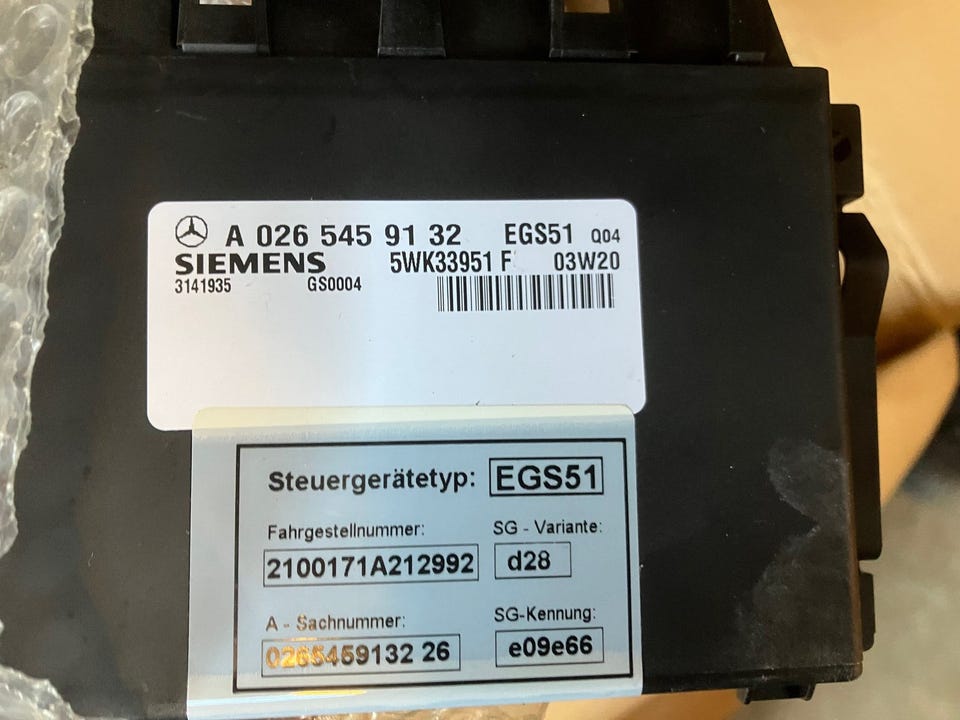 A 026 545 91 32 EGS51 Q04
SIEMENS 5WK33951 F 03W20
3141935 GS0004
Steuergerätetyp: EGS51
Fahrgestellnummer: SG - Variante:
2100171A212992 d28
A - Sachnummer: SG-Kennung:
0265459132 26 e09e66